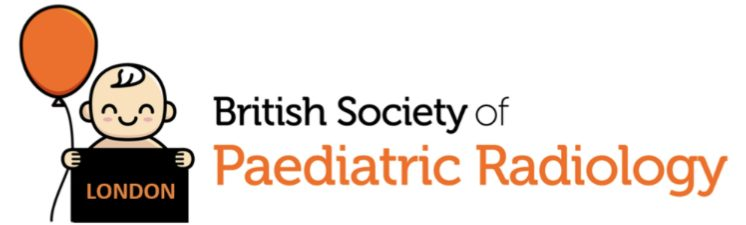 LONDON
British Society of
Paediatric Radiology